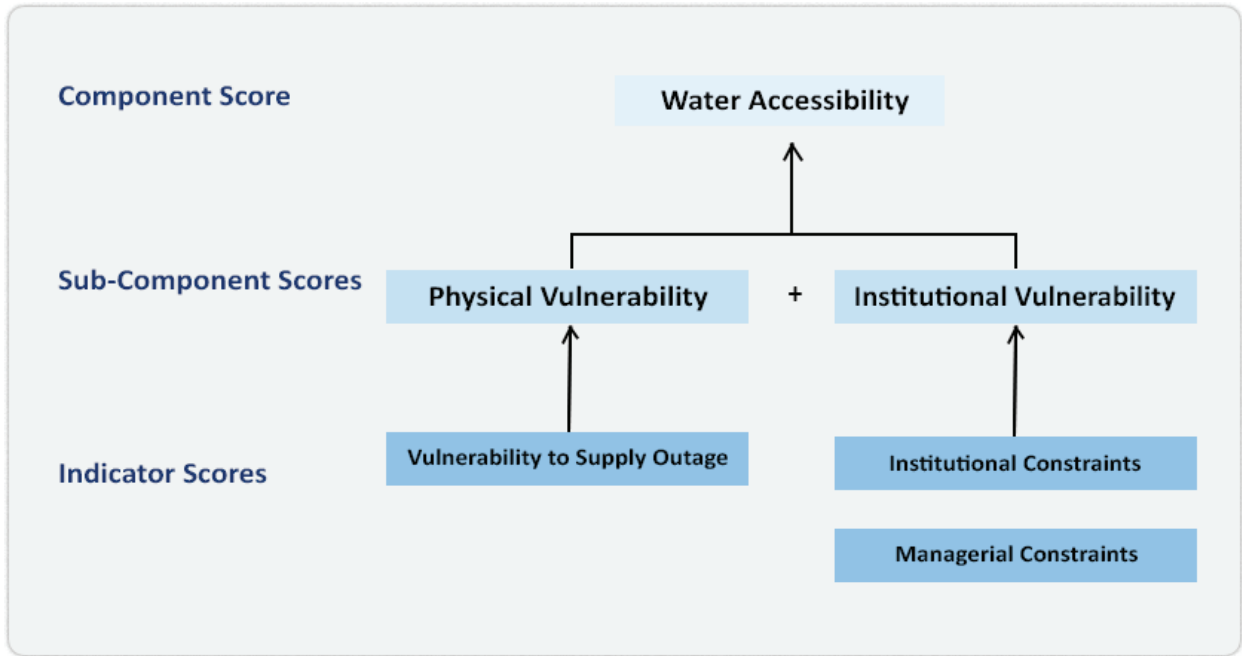 Component Score
Water Accessibility
Sub-Component Scores
Physical Vulnerability
+
Institutional Vulnerability
Indicator Scores
Vulnerability to Supply Outage
Institutional Constraints
Managerial Constraints